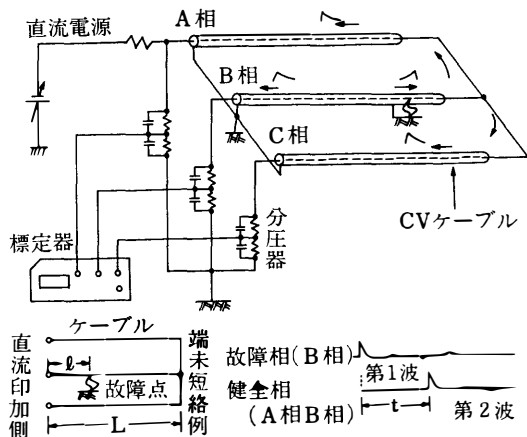 A相
直流電源
B相
C相
CVケーブル
分圧器
標定器
ケーブル
直流印加側
ℓ
故障点
L
端末短絡例
故障相(B相)
第1波
健全相
(A相B相)
t
第2波